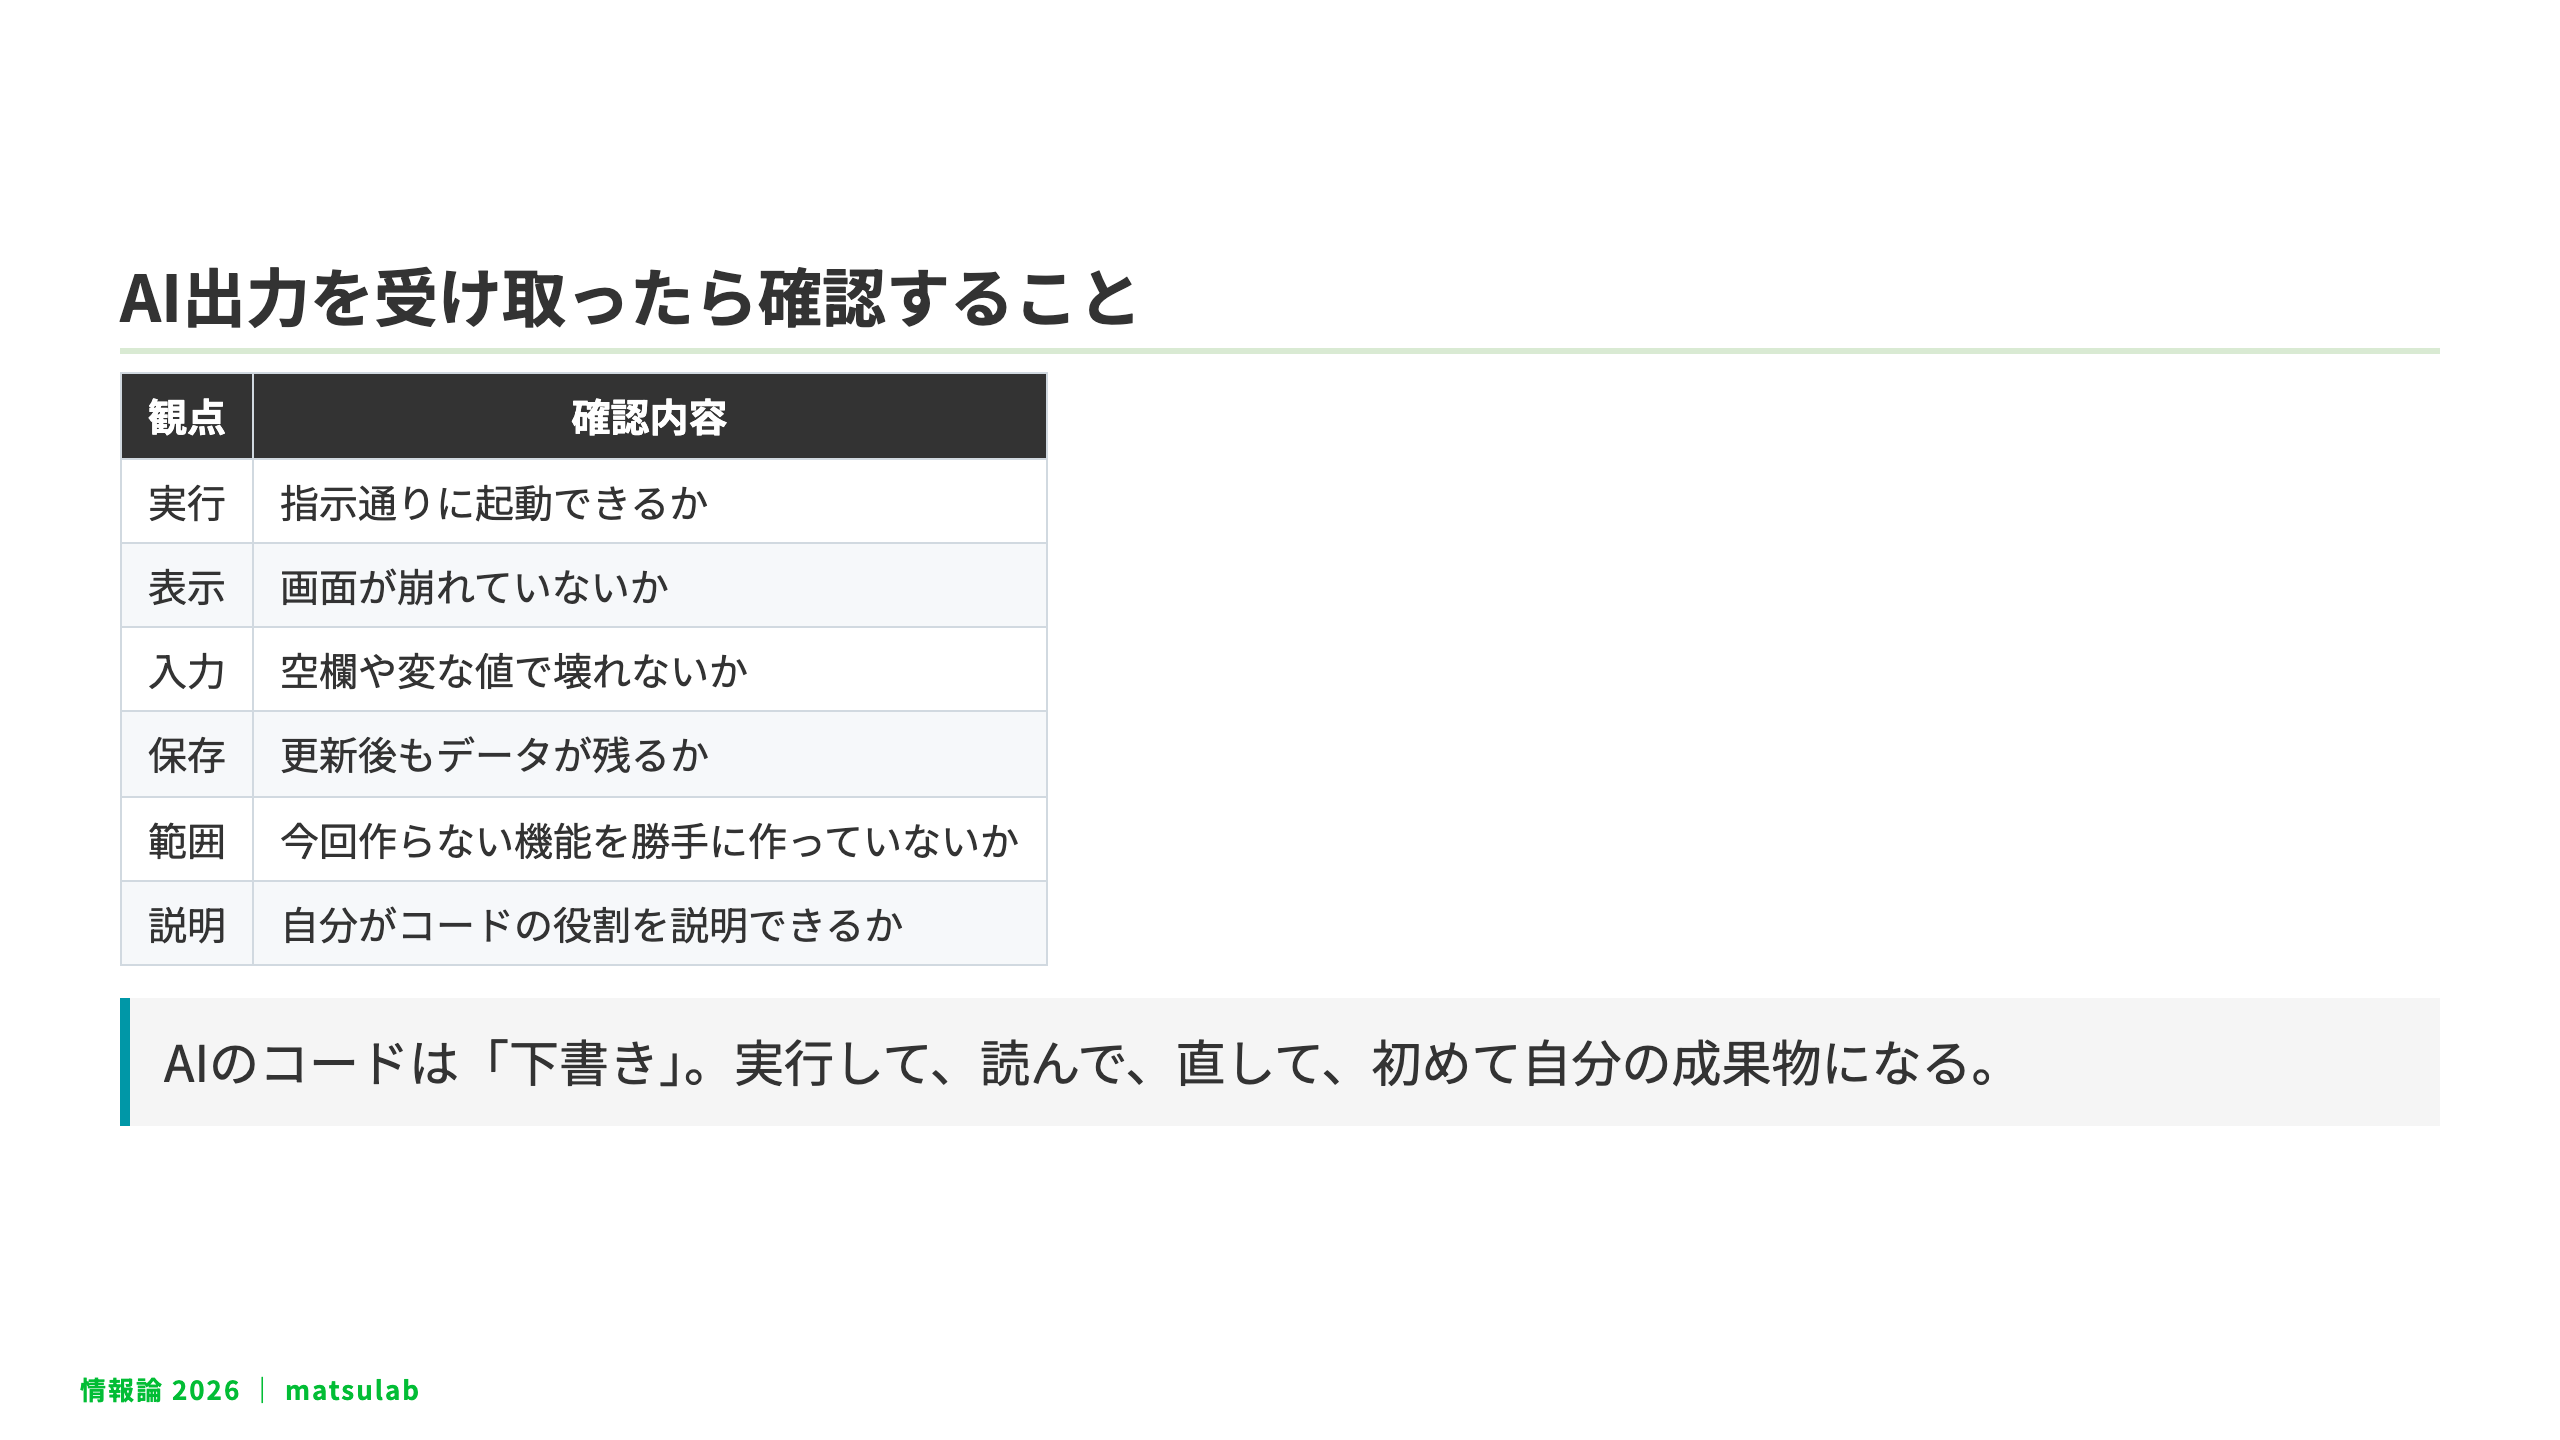 AI出力を受け取ったら確認すること
観点 確認内容
実行 指示通りに起動できるか
表示 画面が崩れていないか
入力 空欄や変な値で壊れないか
保存 更新後もデータが残るか
範囲 今回作らない機能を勝手に作っていないか
説明 自分がコードの役割を説明できるか
AIのコードは「下書き」。実行して、読んで、直して、初めて自分の成果物になる。
情報論 2026 ｜ matsulab